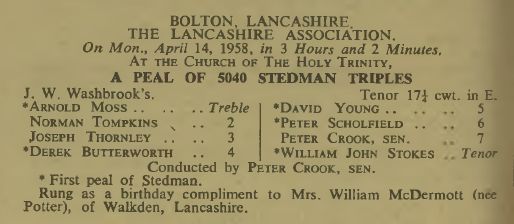 BOLTON, LANCASHIRE.
THE LANCASHIRE ASSOCIATION.
On Mon., April 14, 1958, in 3 Hours and 2 Minutes,
AT THE CHURCH OF THE HOLY TRINITY,
A PEAL OF 5040 STEDMAN TRIPLES
J. W. Washbrook's. Tenor 17¼ cwt. in E.
*ARNOLD MOSS .. .. .. Treble
NORMAN TOMPKINS .. 2
JOSEPH THORNLEY .. .. 3
*DEREK BUTTERWORTH .. 4
*DAVID YOUNG .. .. .. 5
*PETER SCHOLFIELD .. .. 6
PETER CROOK, SEN. .. 7
*WILLIAM JOHN STOKES .. Tenor
Conducted by PETER CROOK, SEN.
* First peal of Stedman.
Rung as a birthday compliment to Mrs. William McDermott (nee
Potter), of Walkden, Lancashire.